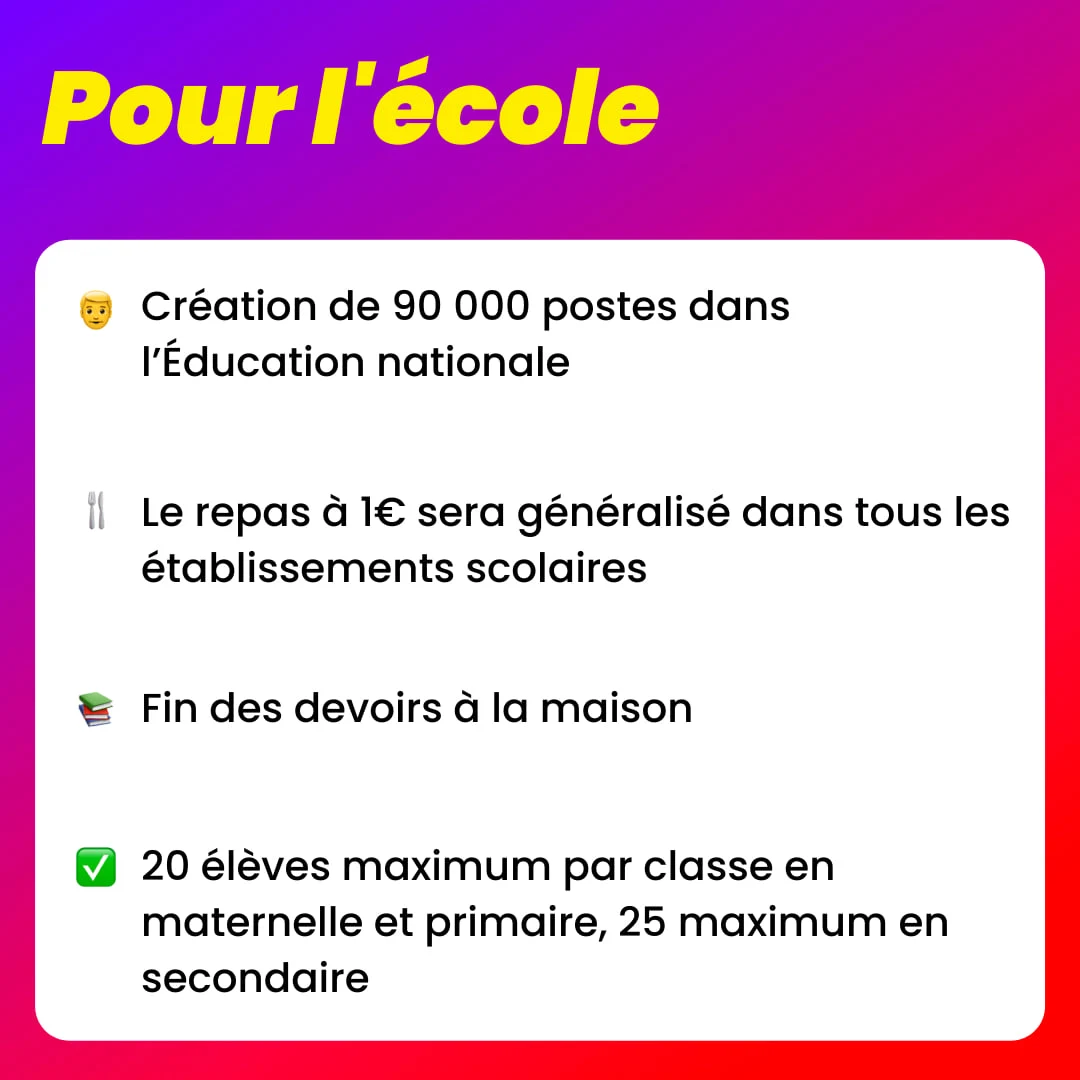 Pour l'école
Création de 90 000 postes dans
l’Éducation nationale
Le repas à 1€ sera généralisé dans tous les
établissements scolaires
Fin des devoirs à la maison
20 élèves maximum par classe en
maternelle et primaire, 25 maximum en
secondaire